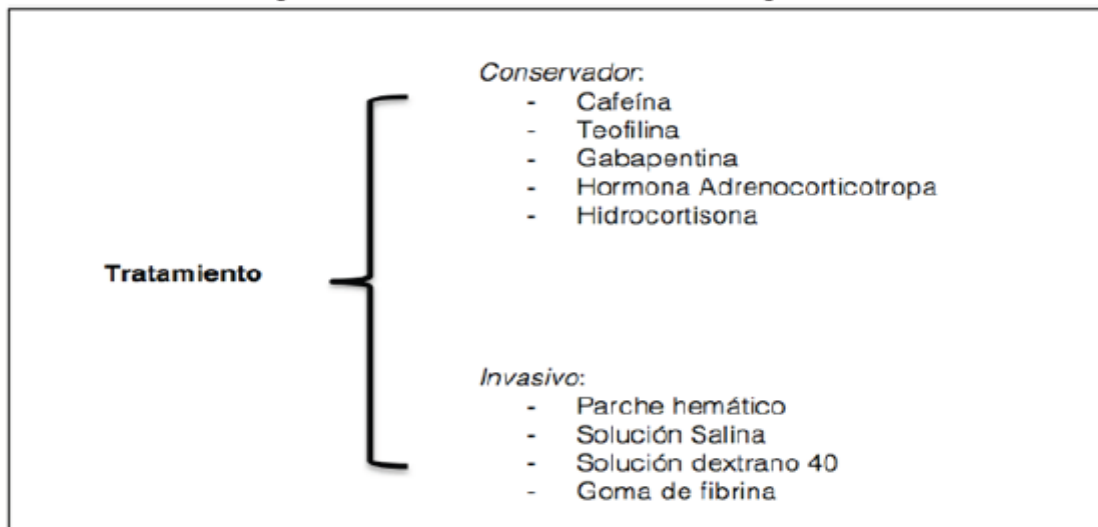 Conservador:
- Cafeína
- Teofilina
- Gabapentina
- Hormona Adrenocorticotropa
- Hidrocortisona
Tratamiento
Invasivo:
- Parche hemático
- Solución Salina
- Solución dextrano 40
- Goma de fibrina